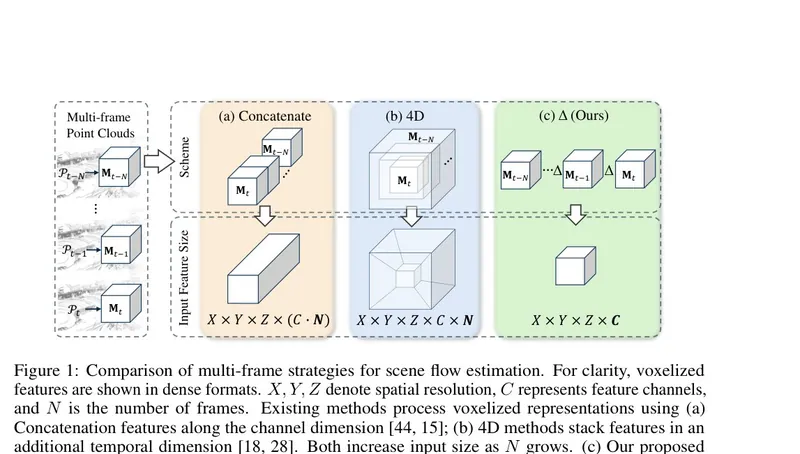 Multi-frame
Point Clouds
𝒫t−N
Mt−N
⋮
𝒫t−1
Mt−1
𝒫t
Mt
Scheme
Input Feature Size
(a) Concatenate
Mt−N
⋯
Mt
X × Y × Z × (C · N)
(b) 4D
Mt−N
⋯
Mt
X × Y × Z × C × N
(c) Δ (Ours)
Mt−N ⋯Δ Mt−1 Δ Mt
X × Y × Z × C
Figure 1: Comparison of multi-frame strategies for scene flow estimation. For clarity, voxelized
features are shown in dense formats. X, Y, Z denote spatial resolution, C represents feature channels,
and N is the number of frames. Existing methods process voxelized representations using (a)
Concatenation features along the channel dimension [44, 15]; (b) 4D methods stack features in an
additional temporal dimension [18, 28]. Both increase input size as N grows. (c) Our proposed